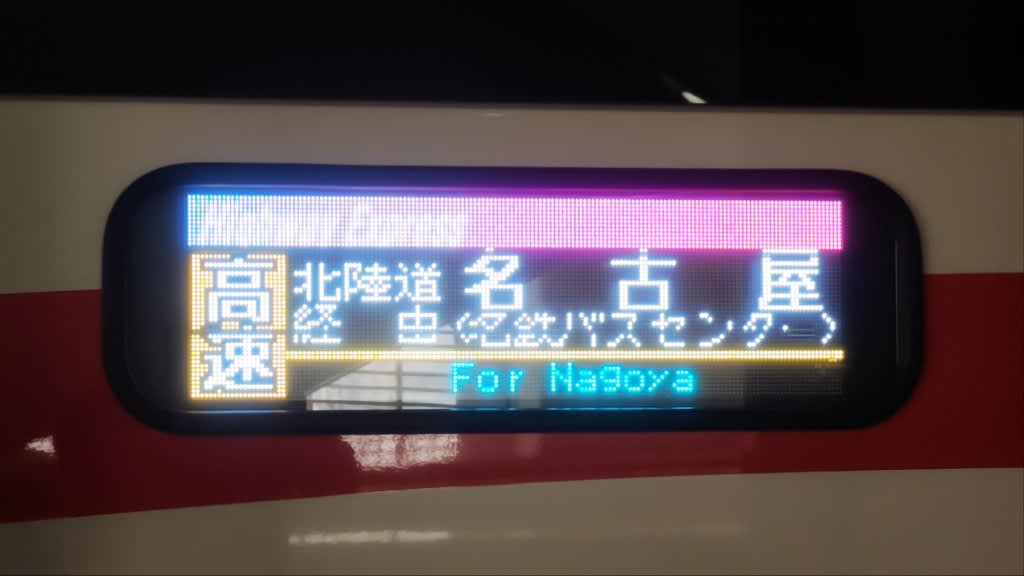 Highway Express
高速
北陸道 名古屋
経由 (名鉄バスセンター)
For Nagoya